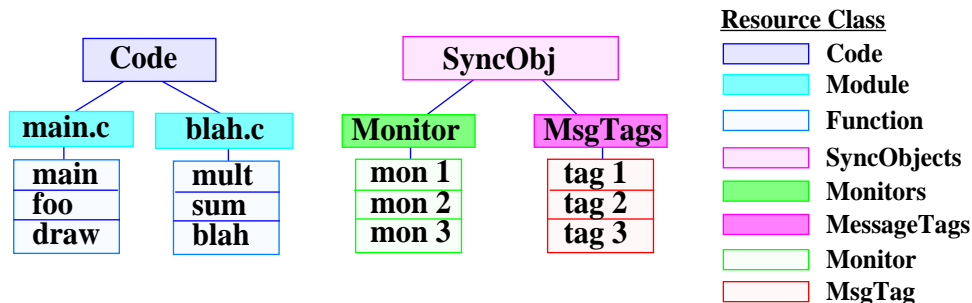 Code
SyncObj
main.c
blah.c
Monitor
MsgTags
main
foo
draw
mult
sum
blah
mon 1
mon 2
mon 3
tag 1
tag 2
tag 3
Resource Class
Code
Module
Function
SyncObjects
Monitors
MessageTags
Monitor
MsgTag